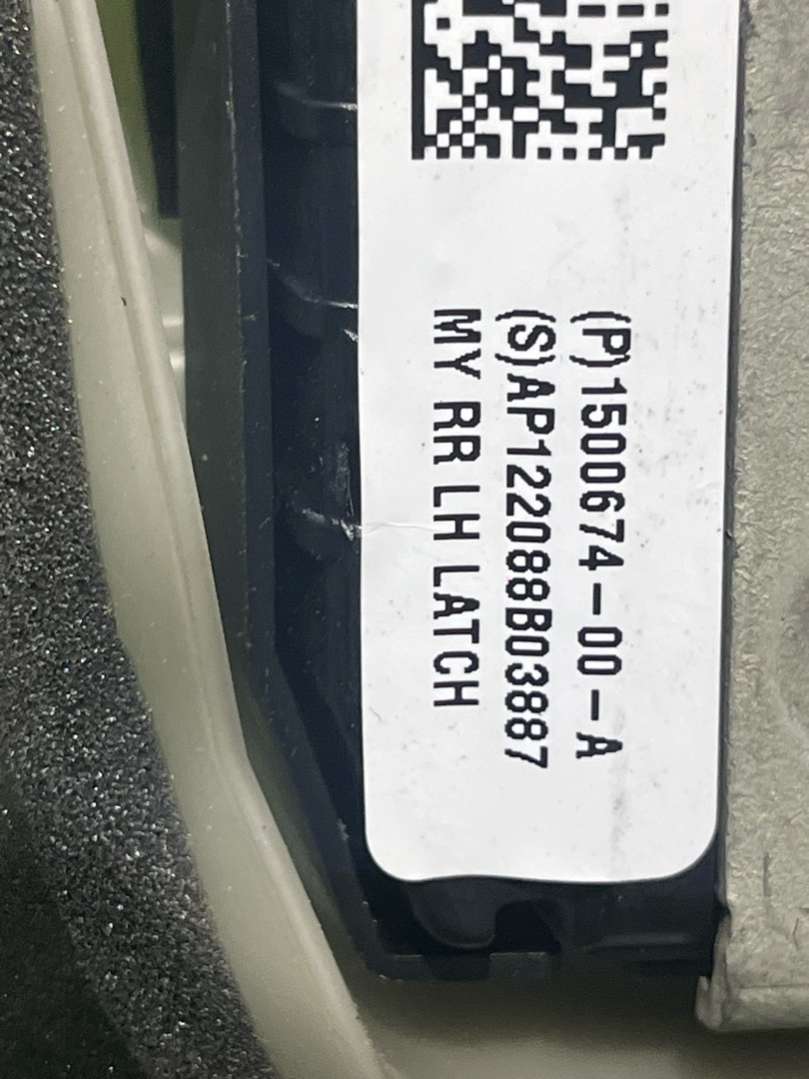 (P)1500674-00-A
(S)AP122088B03887
MY RR LH LATCH